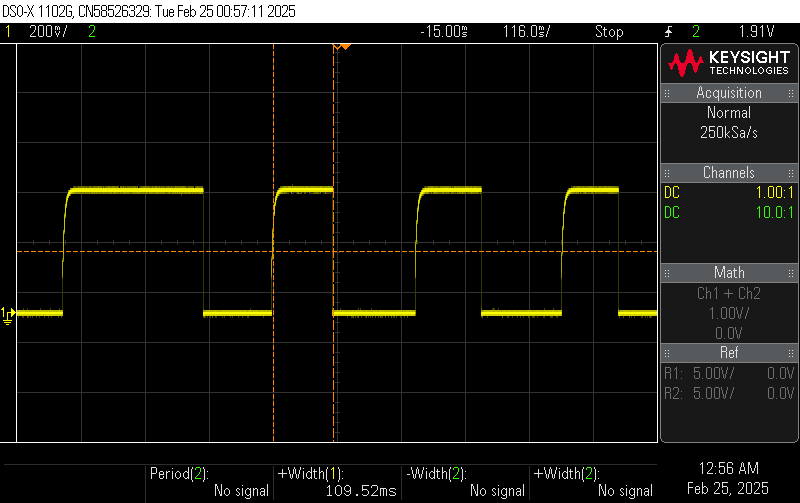 DSO-X 1102G, CN58526329: Tue Feb 25 00:57:11 2025
1 200mV/ 2 -15.00ms 116.0ms/ Stop 2 1.91V
KEYSIGHT
TECHNOLOGIES
Acquisition
Normal
250kSa/s
Channels
DC 1.00:1
DC 10.0:1
Math
Ch1 + Ch2
1.00V/
0.0V
Ref
R1: 5.00V/ 0.0V
R2: 5.00V/ 0.0V
1
Period(2): +Width(1): -Width(2): +Width(2):
No signal 109.52ms No signal No signal
12:56 AM
Feb 25, 2025